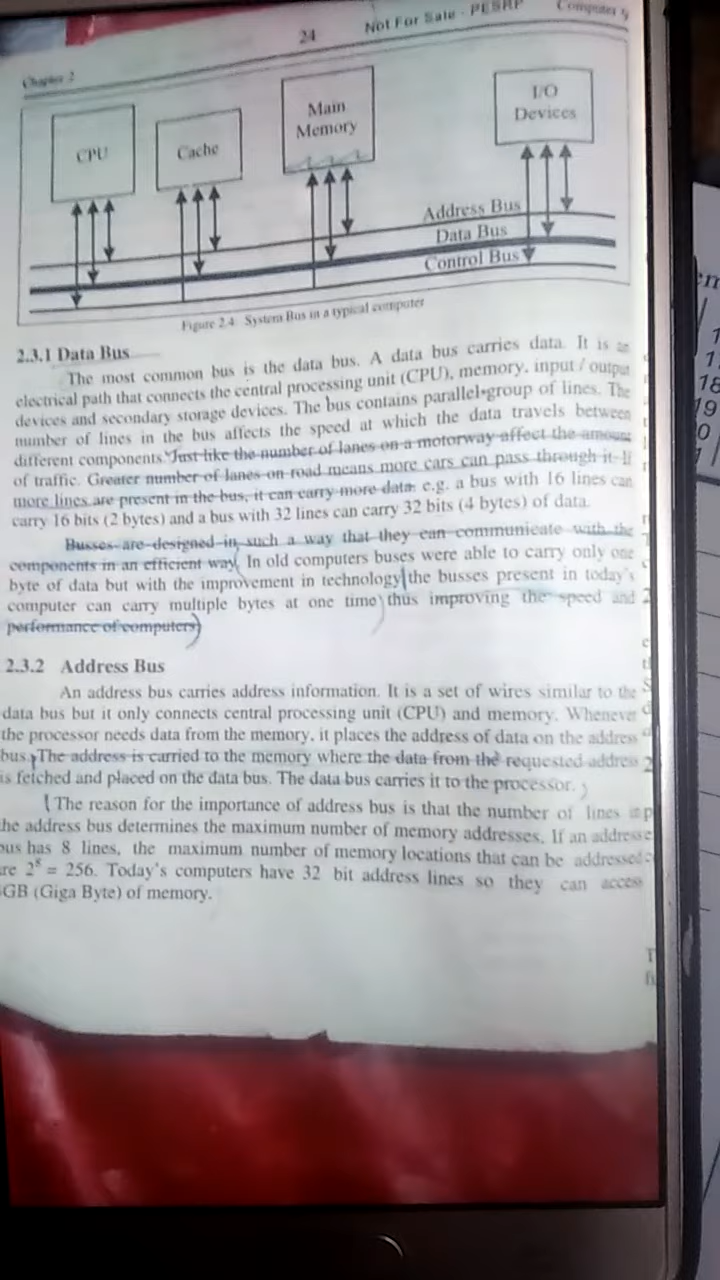 24 Not For Sale - PESRP Computer
Chapter 2
CPU
Cache
Main
Memory
I/O
Devices
Address Bus
Data Bus
Control Bus
Figure 2.4 System Bus in a typical computer
2.3.1 Data Bus
The most common bus is the data bus. A data bus carries data. It is an
electrical path that connects the central processing unit (CPU), memory, input / output
devices and secondary storage devices. The bus contains parallel group of lines. The
number of lines in the bus affects the speed at which the data travels between
different components. Just like the number of lanes on a motorway affect the amount
of traffic. Greater number of lanes on road means more cars can pass through it. If
more lines are present in the bus, it can carry more data. e.g. a bus with 16 lines can
carry 16 bits (2 bytes) and a bus with 32 lines can carry 32 bits (4 bytes) of data.
Busses are designed in such a way that they can communicate with the
components in an efficient way. In old computers buses were able to carry only one
byte of data but with the improvement in technology the busses present in today's
computer can carry multiple bytes at one time thus improving the speed and
performance of computers
2.3.2 Address Bus
An address bus carries address information. It is a set of wires similar to the
data bus but it only connects central processing unit (CPU) and memory. Whenever
the processor needs data from the memory, it places the address of data on the address
bus. The address is carried to the memory where the data from the requested address
is fetched and placed on the data bus. The data bus carries it to the processor.
The reason for the importance of address bus is that the number of lines in
the address bus determines the maximum number of memory addresses. If an address
bus has 8 lines, the maximum number of memory locations that can be addressed
are 2⁸ = 256. Today's computers have 32 bit address lines so they can access
GB (Giga Byte) of memory.